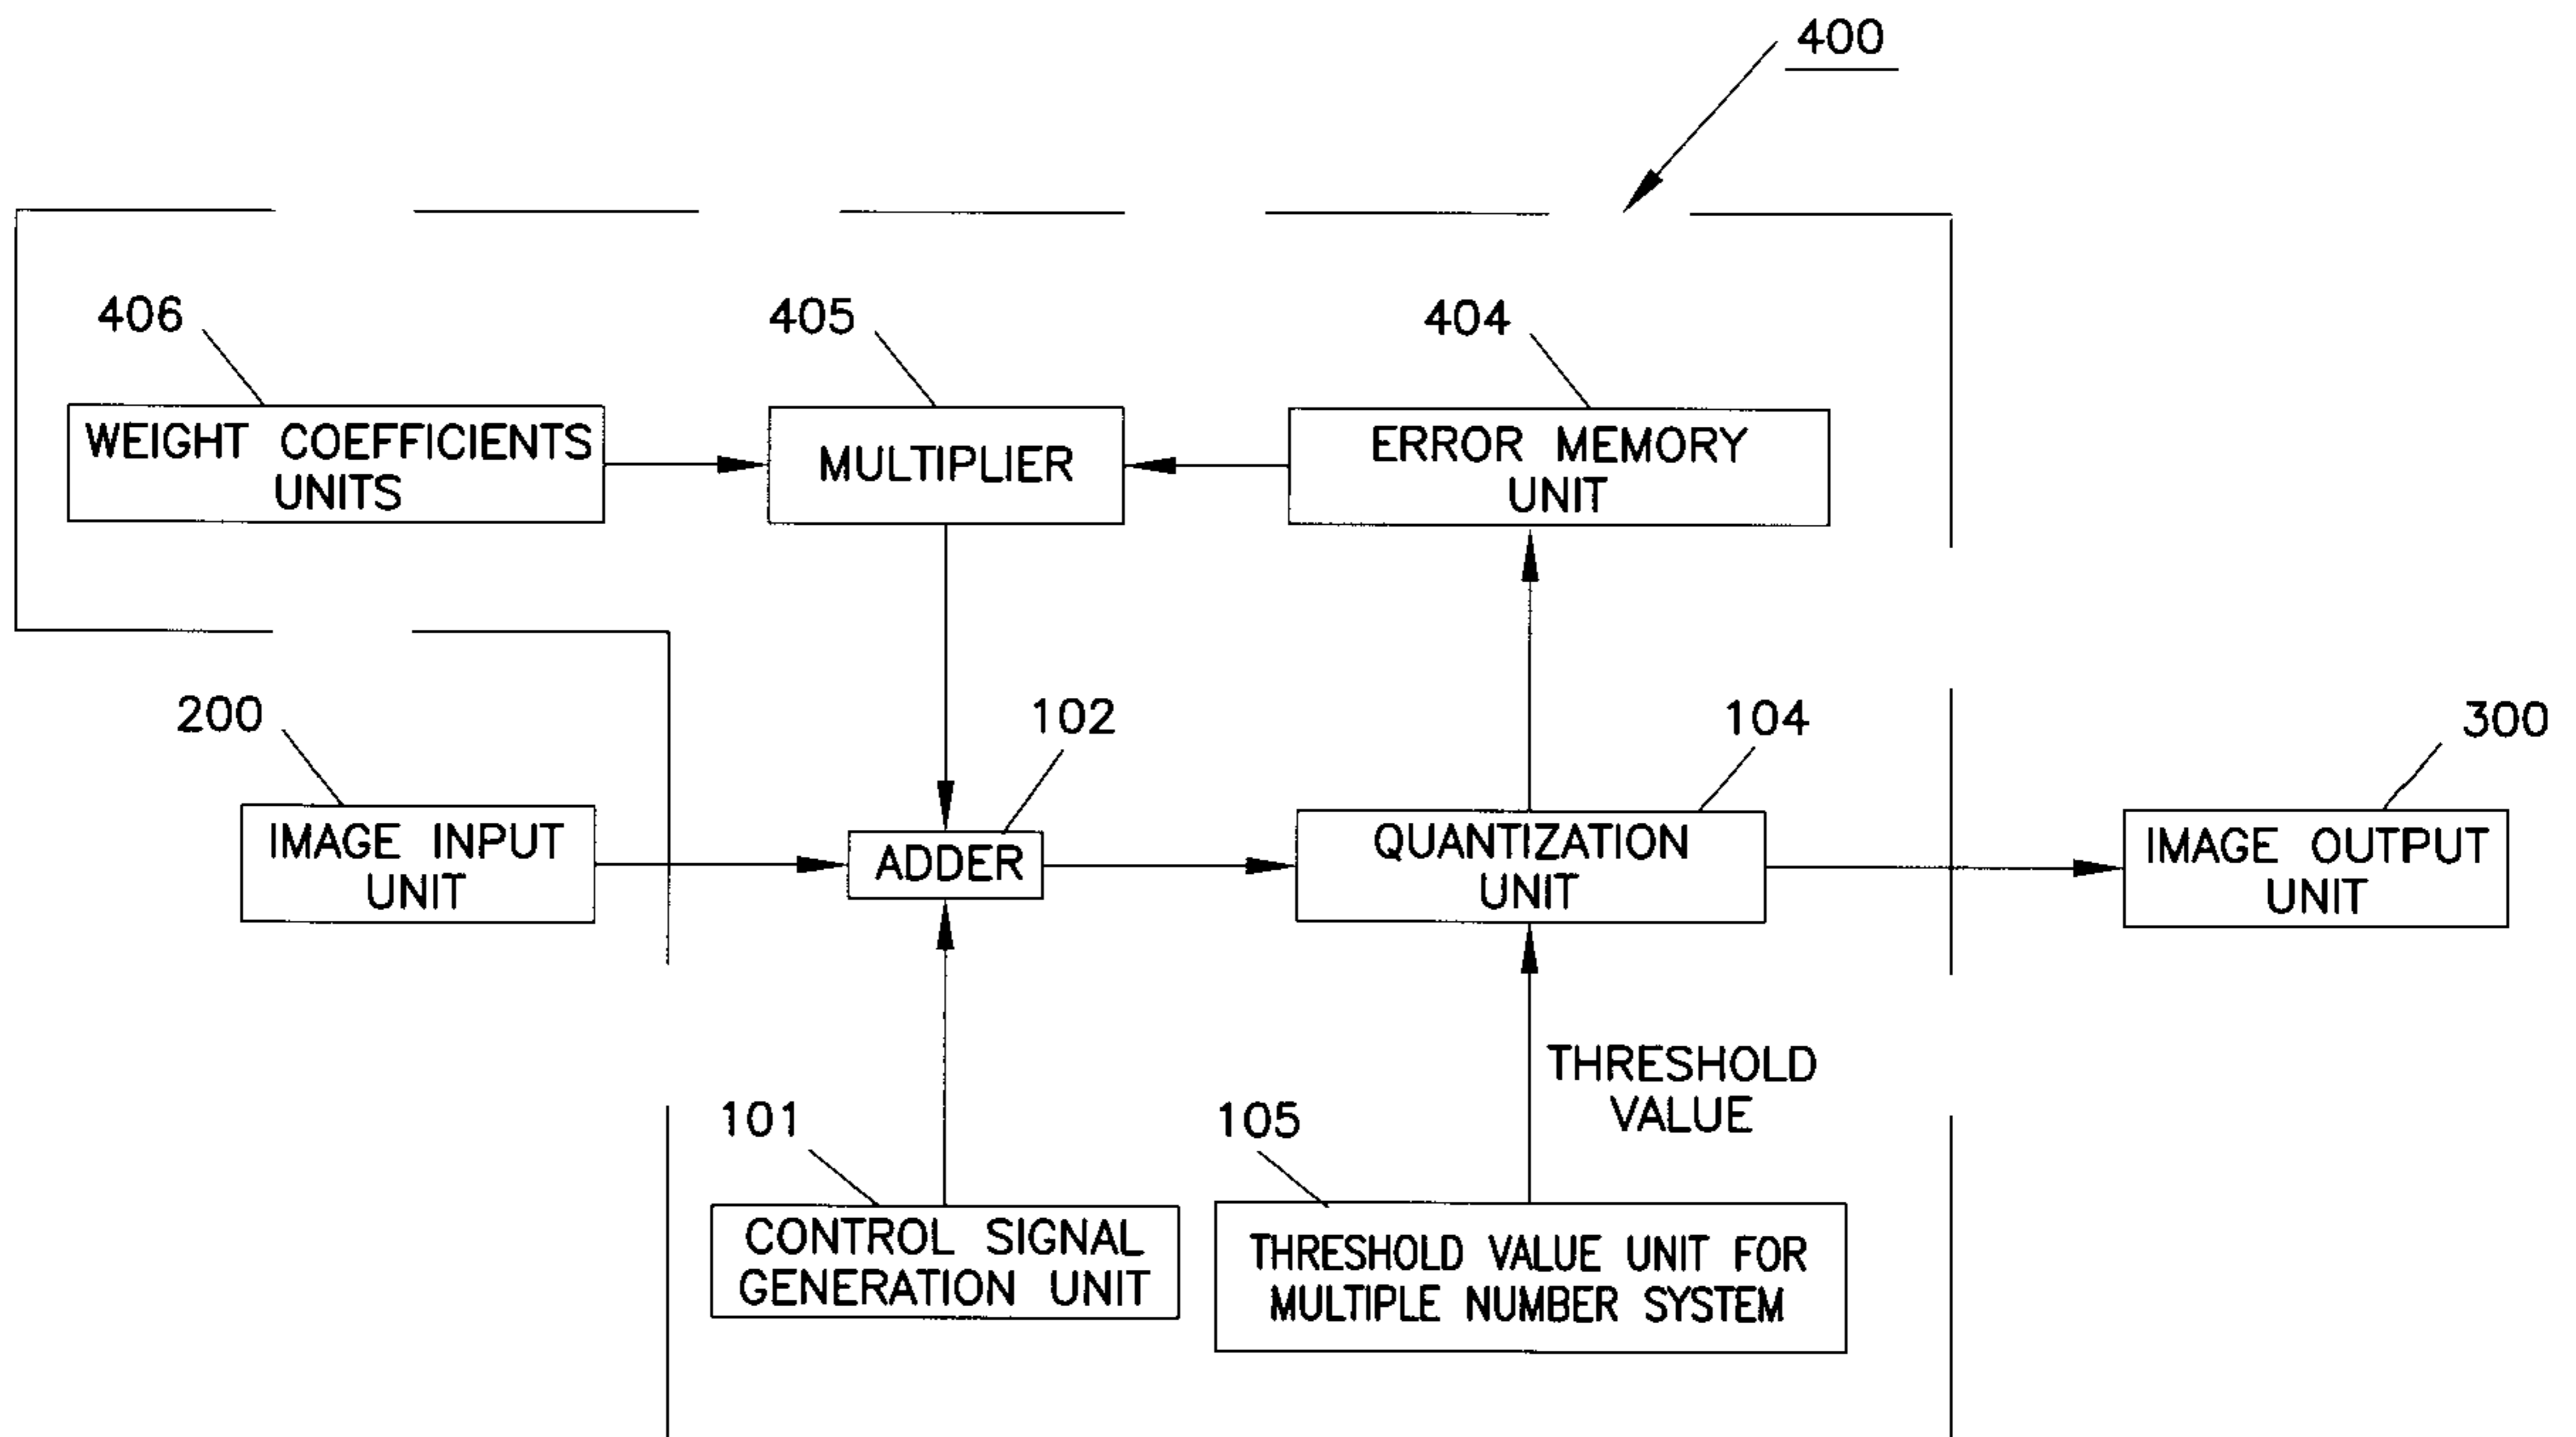 400
406
405
404
WEIGHT COEFFICIENTS
UNITS
MULTIPLIER
ERROR MEMORY
UNIT
200
102
104
300
IMAGE INPUT
UNIT
ADDER
QUANTIZATION
UNIT
IMAGE OUTPUT
UNIT
THRESHOLD
VALUE
101
105
CONTROL SIGNAL
GENERATION UNIT
THRESHOLD VALUE UNIT FOR
MULTIPLE NUMBER SYSTEM